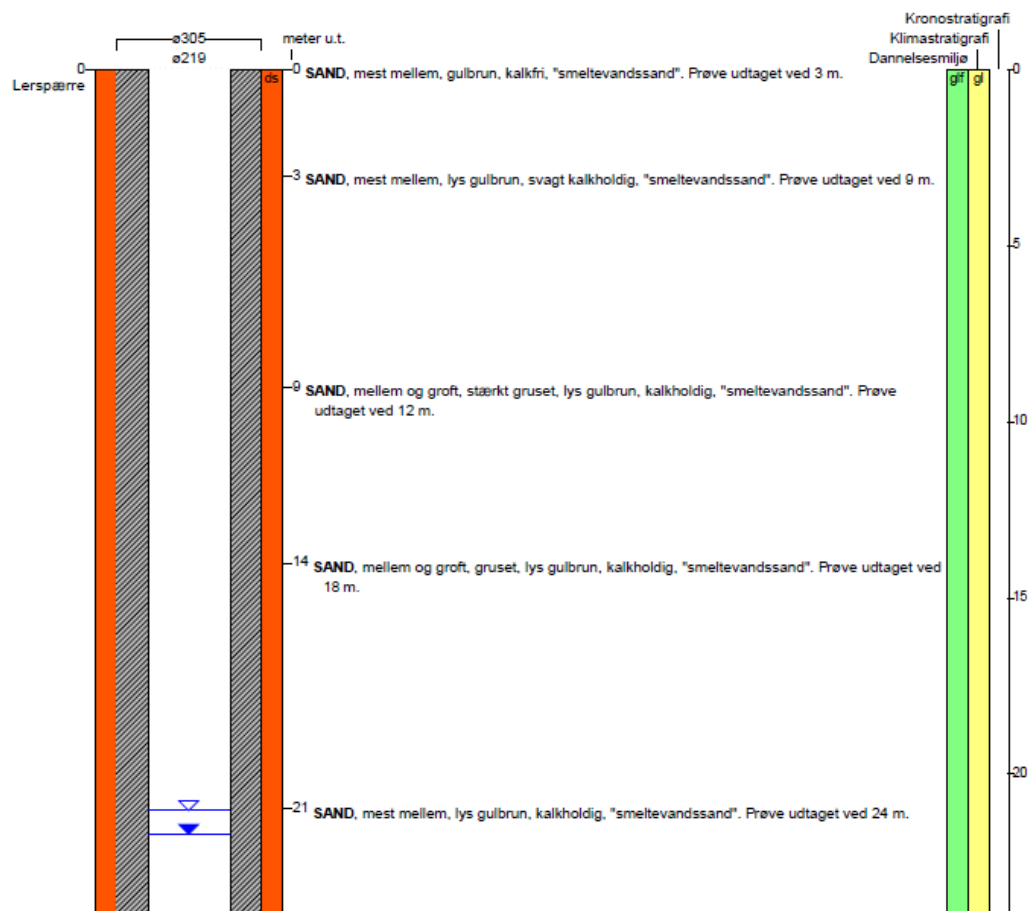 Kronostratigrafi
ø305 meter u.t. Klimastratigrafi
ø219 Dannelsesmiljø
0 0 SAND, mest mellem, gulbrun, kalkfri, "smeltevandssand". Prøve udtaget ved 3 m. 0
Lerspærre ds glf gl
3 SAND, mest mellem, lys gulbrun, svagt kalkholdig, "smeltevandssand". Prøve udtaget ved 9 m.
5
9 SAND, mellem og groft, stærkt gruset, lys gulbrun, kalkholdig, "smeltevandssand". Prøve
udtaget ved 12 m.
10
14 SAND, mellem og groft, gruset, lys gulbrun, kalkholdig, "smeltevandssand". Prøve udtaget ved
18 m.
15
20
21 SAND, mest mellem, lys gulbrun, kalkholdig, "smeltevandssand". Prøve udtaget ved 24 m.